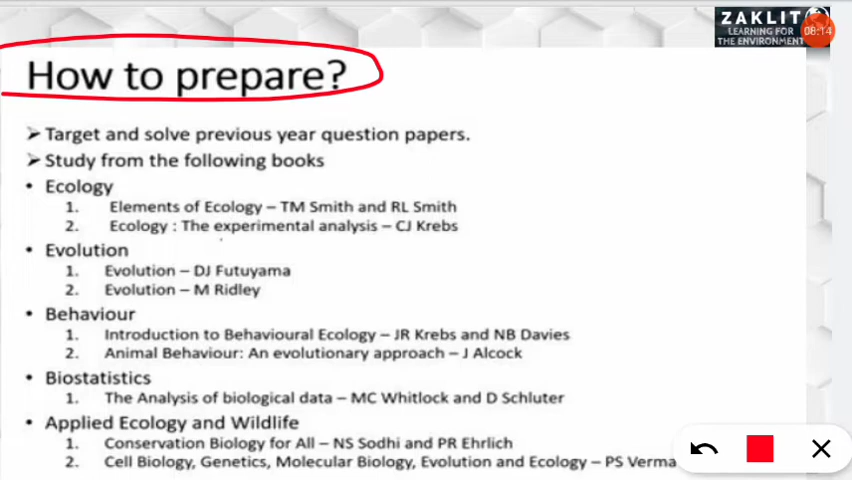 ZAKLIT
LEARNING FOR
THE ENVIRONMENT
08:14
How to prepare?
➢ Target and solve previous year question papers.
➢ Study from the following books
• Ecology
1. Elements of Ecology – TM Smith and RL Smith
2. Ecology : The experimental analysis – CJ Krebs
• Evolution
1. Evolution – DJ Futuyama
2. Evolution – M Ridley
• Behaviour
1. Introduction to Behavioural Ecology – JR Krebs and NB Davies
2. Animal Behaviour: An evolutionary approach – J Alcock
• Biostatistics
1. The Analysis of biological data – MC Whitlock and D Schluter
• Applied Ecology and Wildlife
1. Conservation Biology for All – NS Sodhi and PR Ehrlich
2. Cell Biology, Genetics, Molecular Biology, Evolution and Ecology – PS Verma